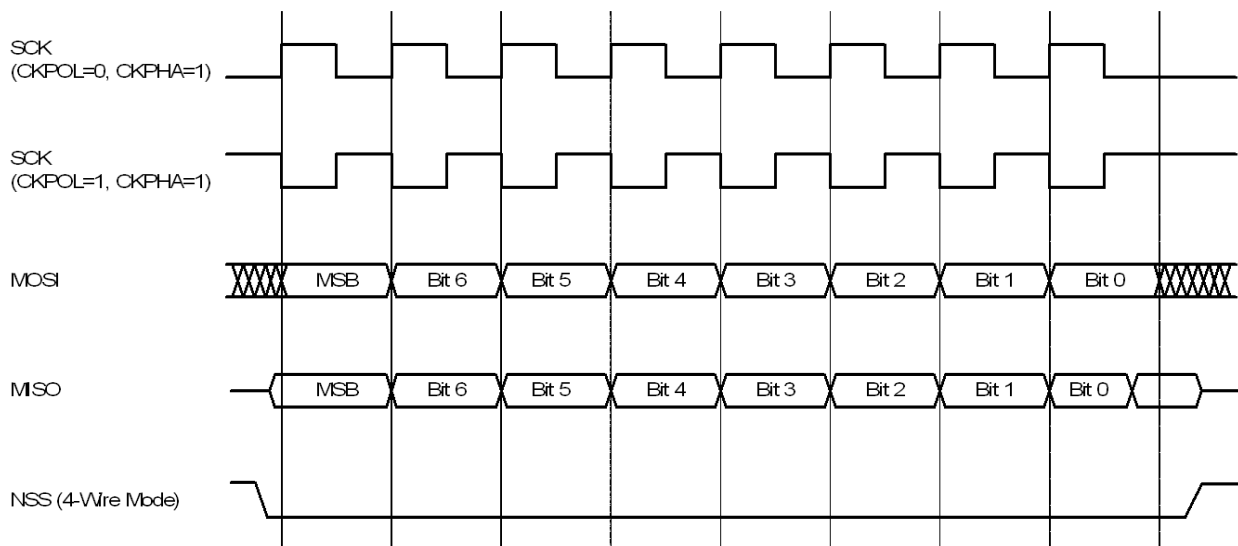 SCK
(CKPOL=0, CKPHA=1)
SCK
(CKPOL=1, CKPHA=1)
MOSI
MSB Bit 6 Bit 5 Bit 4 Bit 3 Bit 2 Bit 1 Bit 0
MISO
MSB Bit 6 Bit 5 Bit 4 Bit 3 Bit 2 Bit 1 Bit 0
NSS (4-Wire Mode)